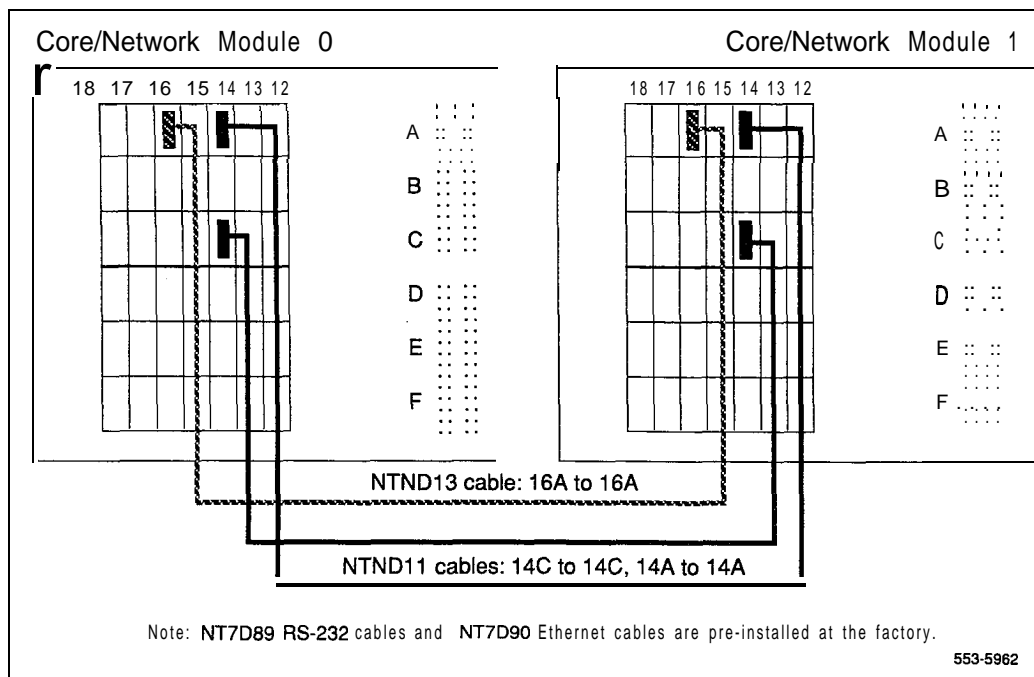 Core/Network Module 0
Core/Network Module 1
18 17 16 15 14 13 12
18 17 16 15 14 13 12
A
B
C
D
E
F
A
B
C
D
E
F
NTND13 cable: 16A to 16A
NTND11 cables: 14C to 14C, 14A to 14A
Note: NT7D89 RS-232 cables and NT7D90 Ethernet cables are pre-installed at the factory.
553-5962